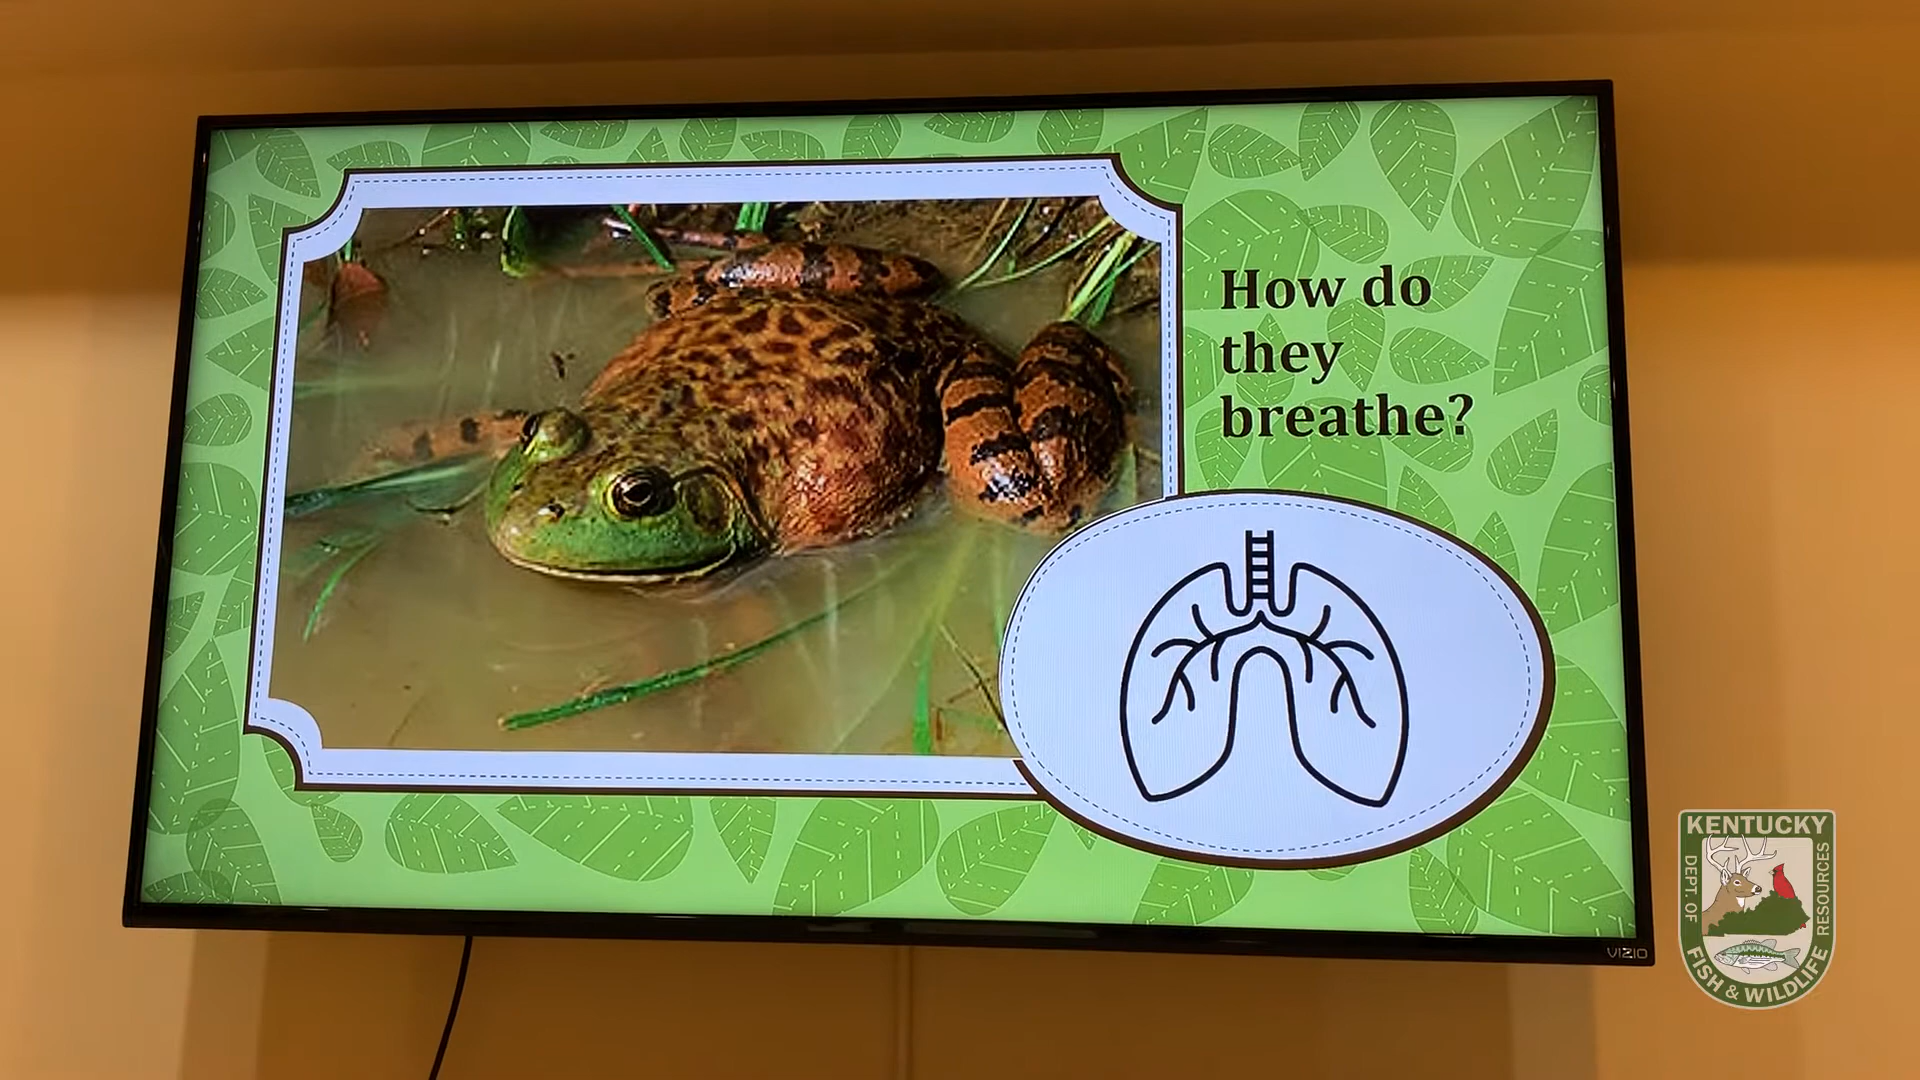 How do
they
breathe?
VIZIO
KENTUCKY
DEPT. OF
FISH & WILDLIFE
RESOURCES